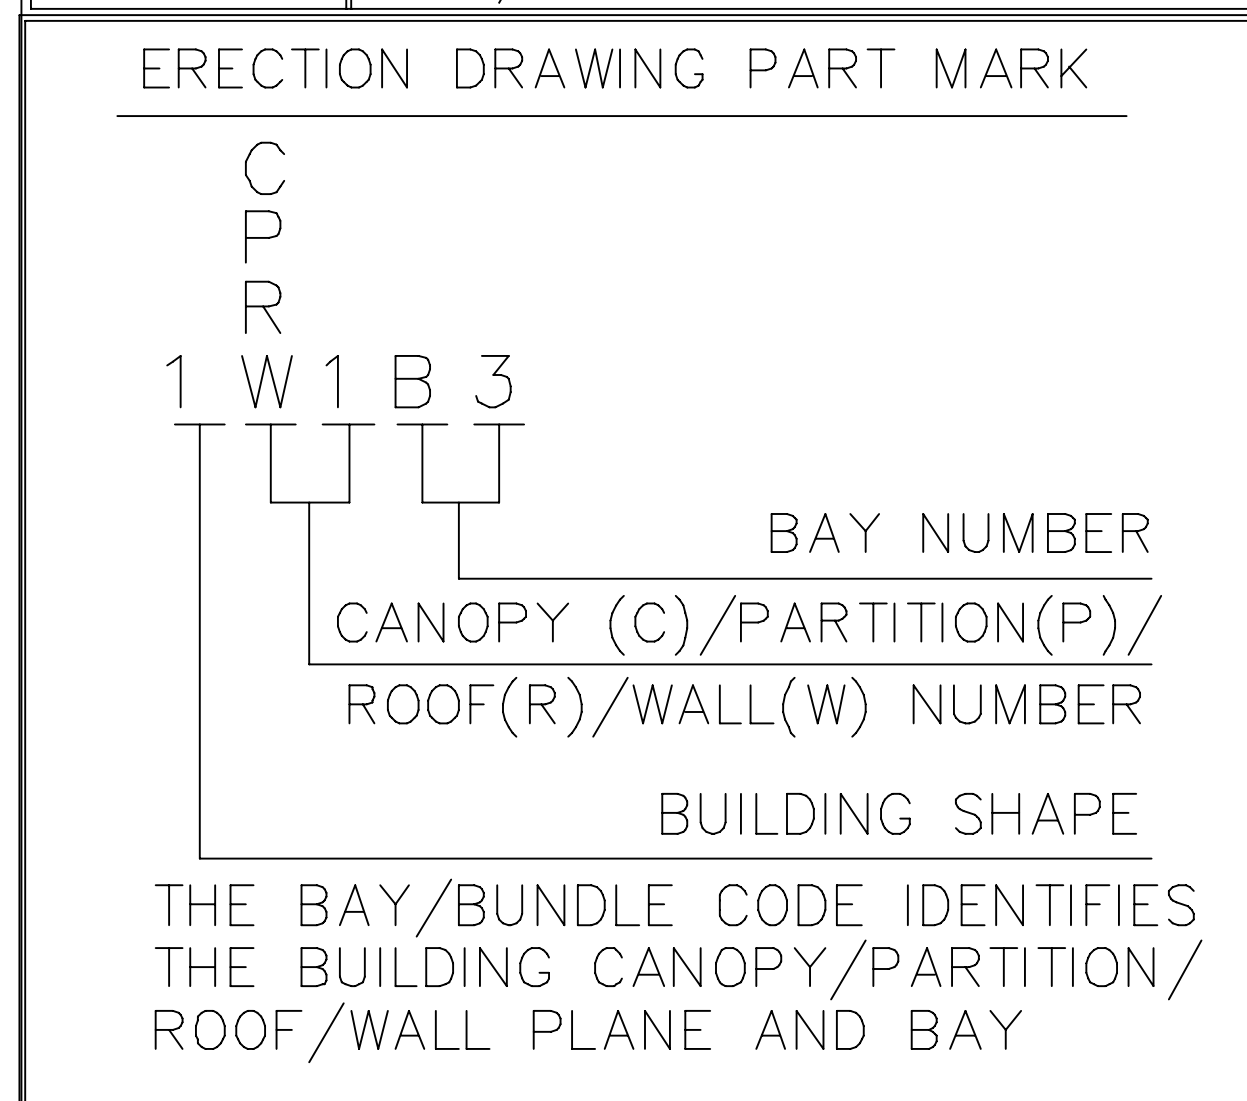 ERECTION DRAWING PART MARK
C
P
R
1 W 1 B 3
BAY NUMBER
CANOPY (C)/PARTITION(P)/
ROOF(R)/WALL(W) NUMBER
BUILDING SHAPE
THE BAY/BUNDLE CODE IDENTIFIES
THE BUILDING CANOPY/PARTITION/
ROOF/WALL PLANE AND BAY